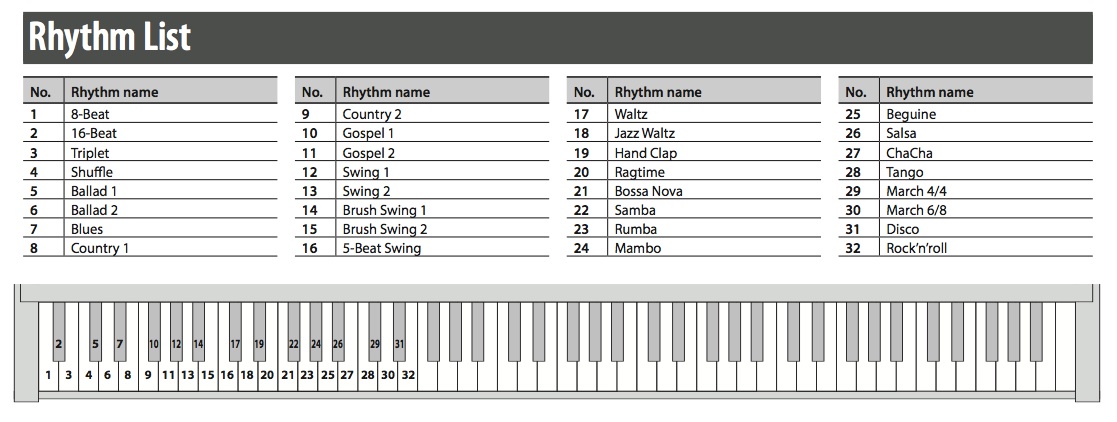 Rhythm List
No. Rhythm name
1 8-Beat
2 16-Beat
3 Triplet
4 Shuffle
5 Ballad 1
6 Ballad 2
7 Blues
8 Country 1
No. Rhythm name
9 Country 2
10 Gospel 1
11 Gospel 2
12 Swing 1
13 Swing 2
14 Brush Swing 1
15 Brush Swing 2
16 5-Beat Swing
No. Rhythm name
17 Waltz
18 Jazz Waltz
19 Hand Clap
20 Ragtime
21 Bossa Nova
22 Samba
23 Rumba
24 Mambo
No. Rhythm name
25 Beguine
26 Salsa
27 ChaCha
28 Tango
29 March 4/4
30 March 6/8
31 Disco
32 Rock'n'roll
2 5 7 10 12 14 17 19 22 24 26 29 31
1 3 4 6 8 9 11 13 15 16 18 20 21 23 25 27 28 30 32